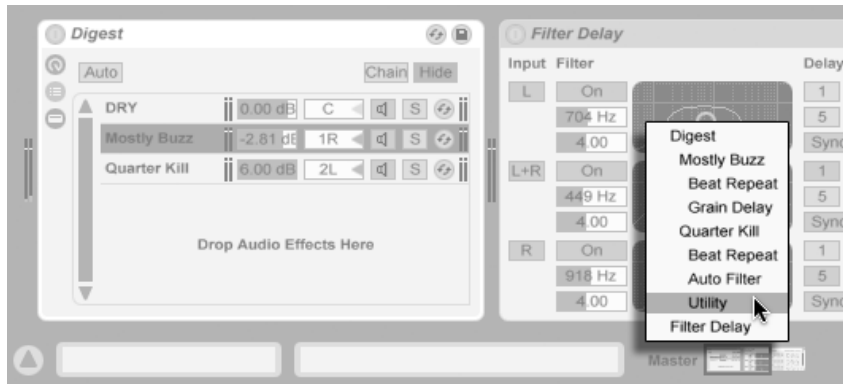 Digest
Auto
Chain Hide
DRY 0.00 dB C S
Mostly Buzz -2.81 dB 1R S
Quarter Kill 6.00 dB 2L S
Drop Audio Effects Here
Filter Delay
Input Filter Delay
L On 1
704 Hz 5
4.00 Sync
L+R On 1
449 Hz 5
4.00 Sync
R On 1
918 Hz 5
4.00 Sync
Digest
Mostly Buzz
Beat Repeat
Grain Delay
Quarter Kill
Beat Repeat
Auto Filter
Utility
Filter Delay
Master